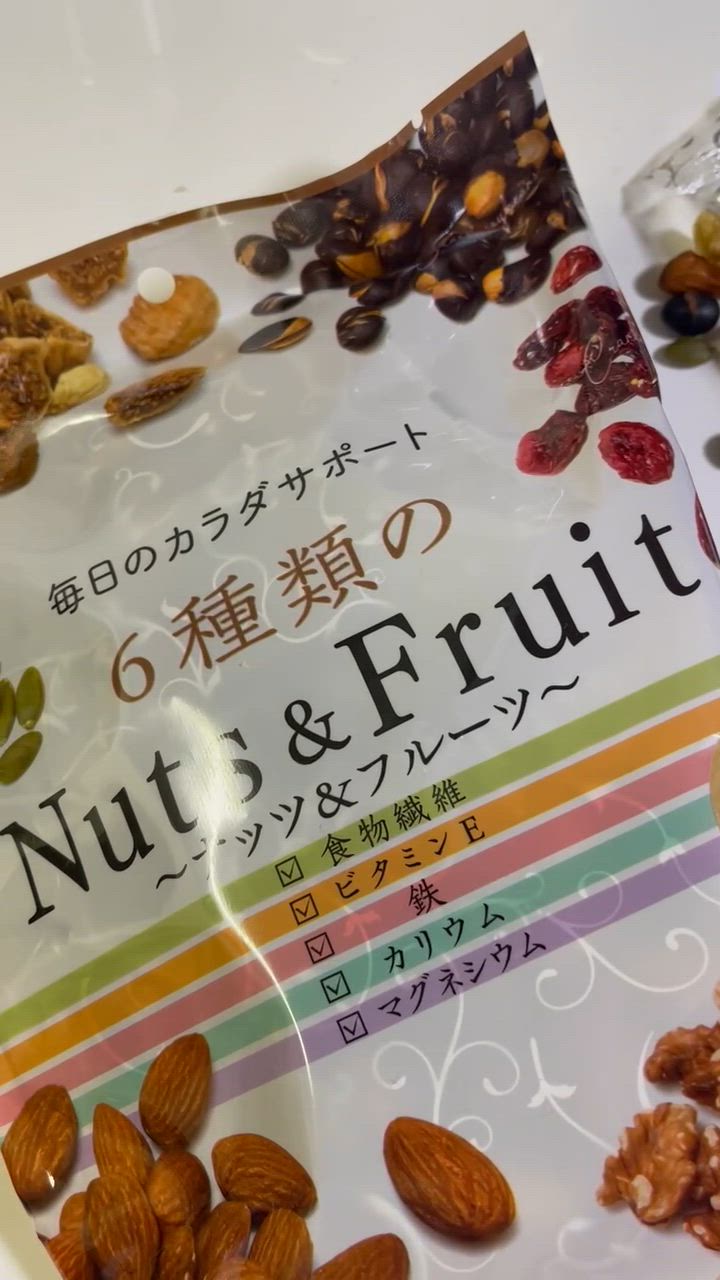 毎日のカラダサポート
6種類の
Nuts & Fruit
～ナッツ&フルーツ～
☑ 食物繊維
☑ ビタミンE
☑ 鉄
☑ カリウム
☑ マグネシウム